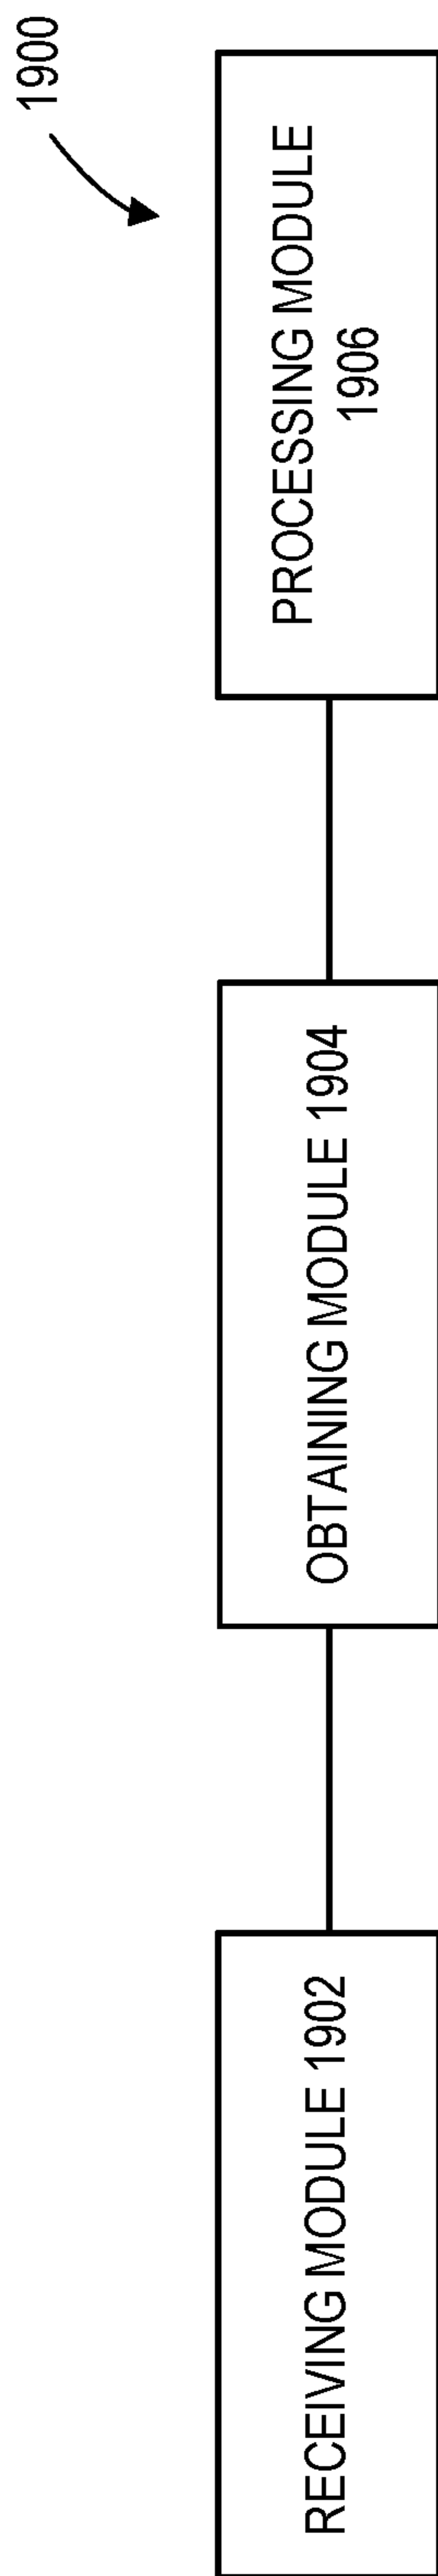 1900
RECEIVING MODULE 1902
OBTAINING MODULE 1904
PROCESSING MODULE
1906